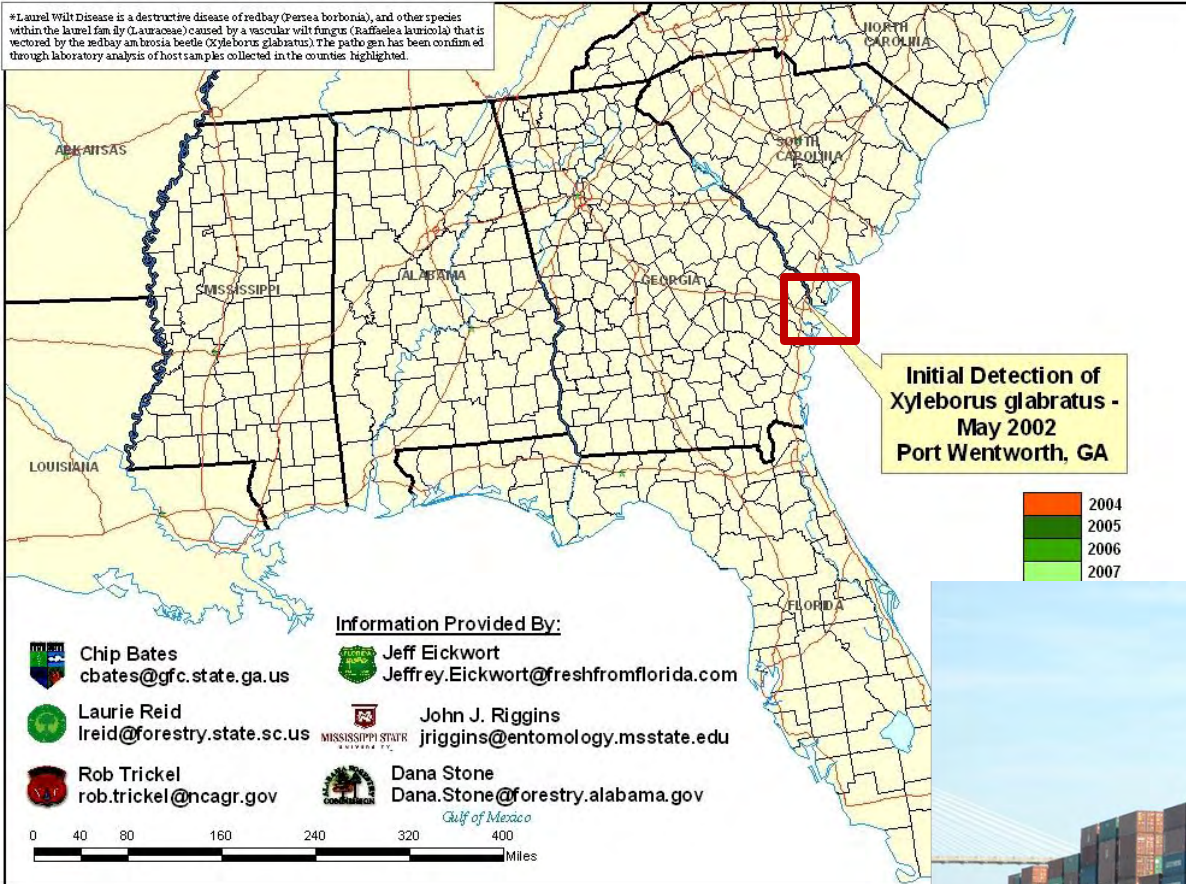 *Laurel Wilt Disease is a destructive disease of redbay (Persea borbonia), and other species
within the laurel family (Lauraceae) caused by a vascular wilt fungus (Raffaelea lauricola) that is
vectored by the redbay ambrosia beetle (Xyleborus glabratus). The pathogen has been confirmed
through laboratory analysis of host samples collected in the counties highlighted.
NORTH
CAROLINA
ARKANSAS
SOUTH
CAROLINA
ALABAMA
GEORGIA
MISSISSIPPI
Initial Detection of
Xyleborus glabratus -
May 2002
Port Wentworth, GA
LOUISIANA
2004
2005
2006
2007
FLORIDA
Information Provided By:
Chip Bates
cbates@gfc.state.ga.us
Jeff Eickwort
Jeffrey.Eickwort@freshfromflorida.com
Laurie Reid
lreid@forestry.state.sc.us
MISSISSIPPI STATE
UNIVERSITY
John J. Riggins
jriggins@entomology.msstate.edu
Rob Trickel
rob.trickel@ncagr.gov
Dana Stone
Dana.Stone@forestry.alabama.gov
Gulf of Mexico
0 40 80 160 240 320 400
Miles